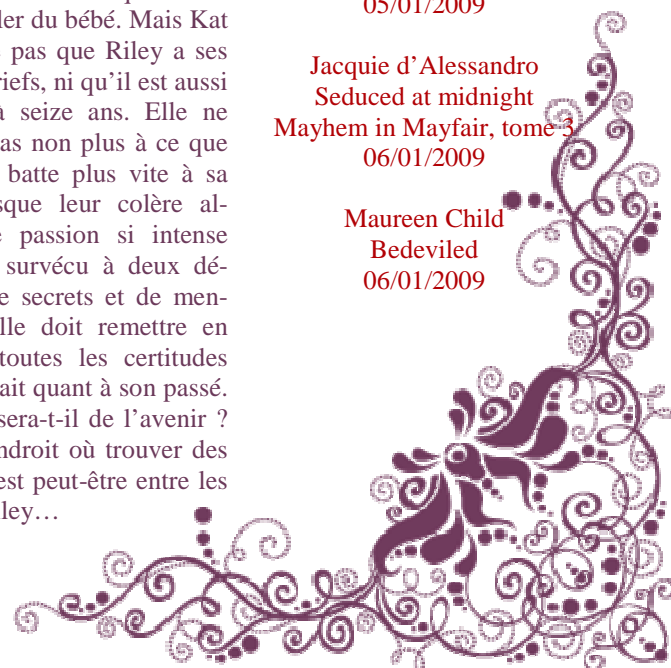 ler du bébé. Mais Kat
pas que Riley a ses
riefs, ni qu'il est aussi
à seize ans. Elle ne
as non plus à ce que
batte plus vite à sa
sque leur colère al-
passion si intense
survécu à deux dé-
e secrets et de men-
lle doit remettre en
toutes les certitudes
ait quant à son passé.
sera-t-il de l'avenir ?
ndroit où trouver des
est peut-être entre les
ley…
05/01/2009
Jacquie d'Alessandro
Seduced at midnight
Mayhem in Mayfair, tome 3
06/01/2009
Maureen Child
Bedeviled
06/01/2009